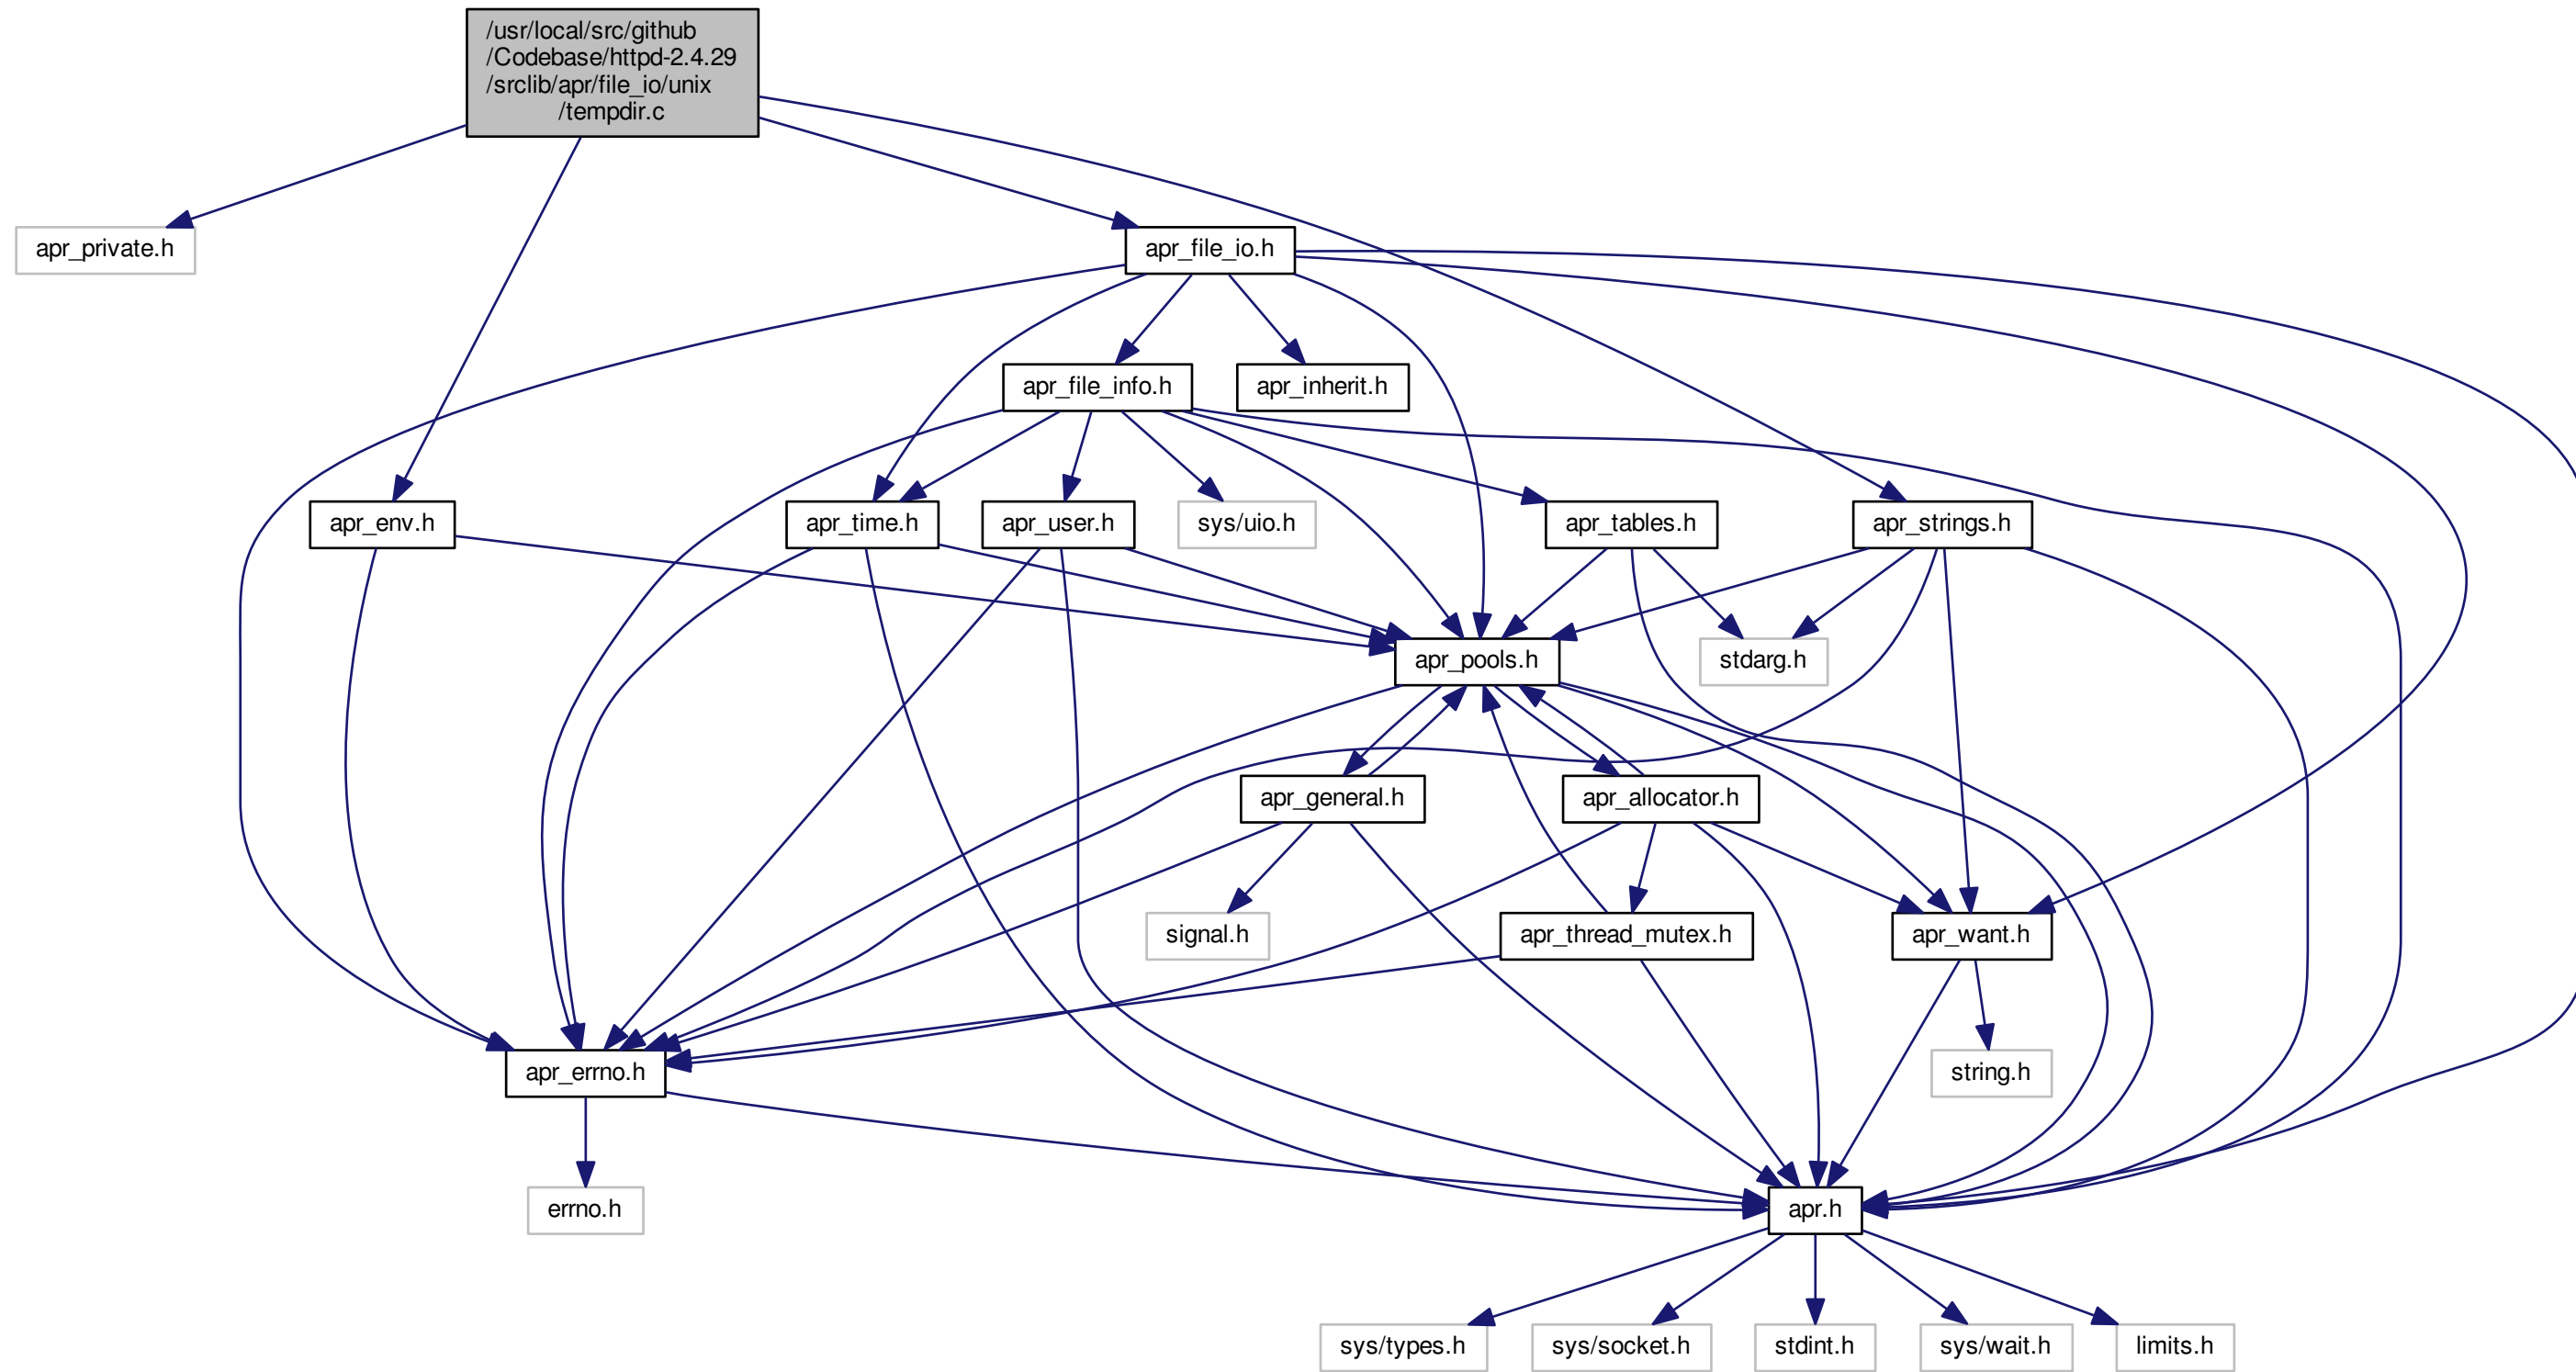 /usr/local/src/github
/Codebase/httpd-2.4.29
/srclib/apr/file_io/unix
/tempdir.c
apr_private.h
apr_file_io.h
apr_file_info.h
apr_inherit.h
apr_env.h
apr_time.h
apr_user.h
sys/uio.h
apr_tables.h
apr_strings.h
apr_pools.h
stdarg.h
apr_general.h
apr_allocator.h
signal.h
apr_thread_mutex.h
apr_want.h
apr_errno.h
string.h
errno.h
apr.h
sys/types.h
sys/socket.h
stdint.h
sys/wait.h
limits.h